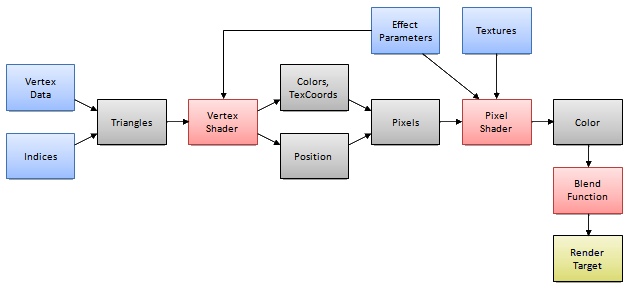 Effect
Parameters
Textures
Vertex
Data
Colors,
TexCoords
Triangles
Vertex
Shader
Pixels
Pixel
Shader
Color
Indices
Position
Blend
Function
Render
Target